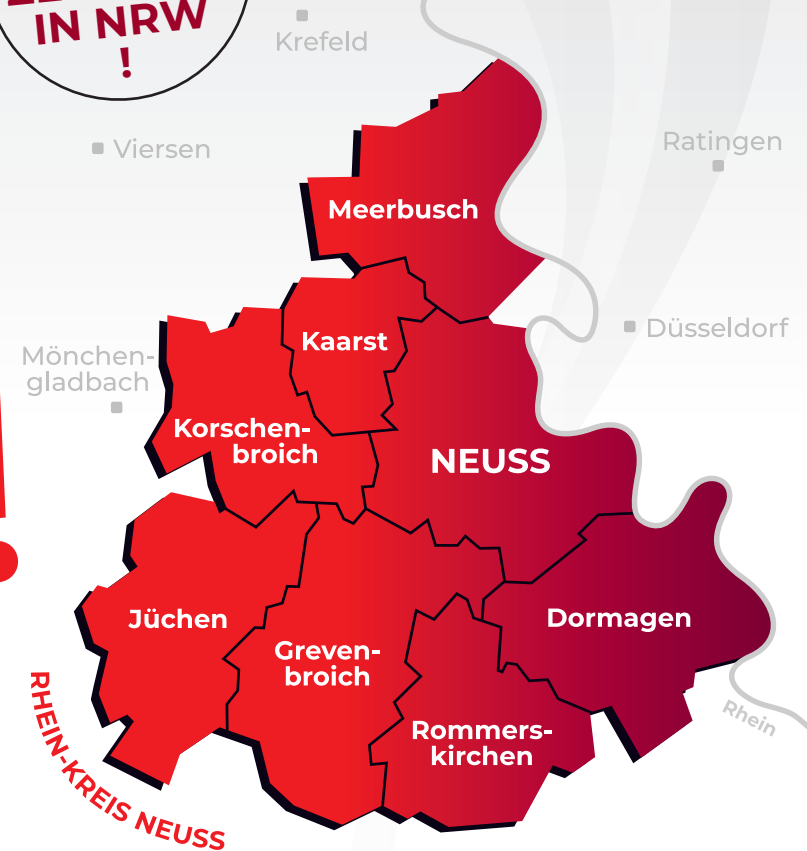 IN NRW
!
Krefeld
Viersen
Ratingen
Meerbusch
Düsseldorf
Kaarst
Mönchen-
gladbach
Korschen-
broich
NEUSS
Jüchen
Dormagen
Greven-
broich
Rhein
Rommers-
kirchen
RHEIN-KREIS NEUSS